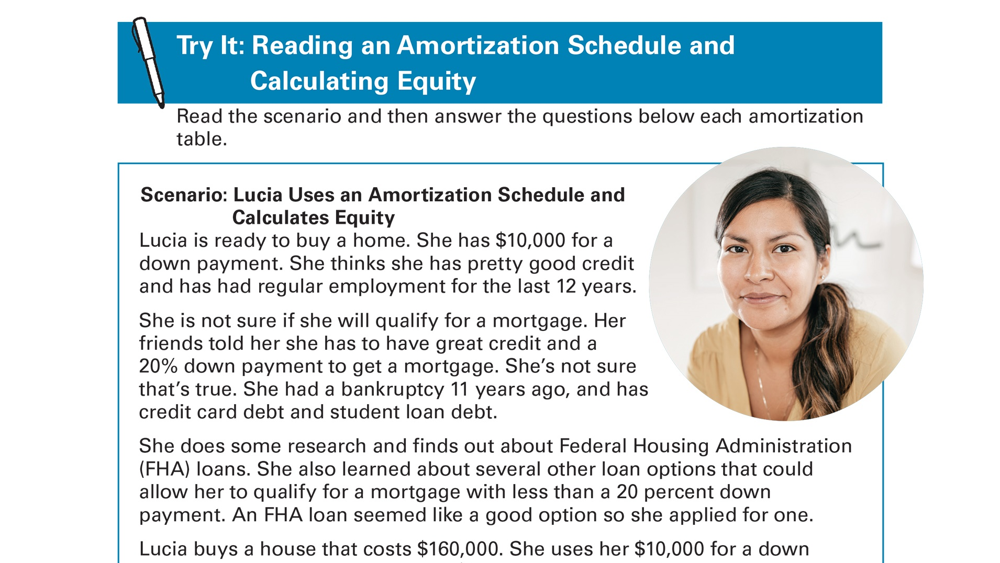 Try It: Reading an Amortization Schedule and
Calculating Equity
Read the scenario and then answer the questions below each amortization
table.
Scenario: Lucia Uses an Amortization Schedule and
Calculates Equity
Lucia is ready to buy a home. She has $10,000 for a
down payment. She thinks she has pretty good credit
and has had regular employment for the last 12 years.
She is not sure if she will qualify for a mortgage. Her
friends told her she has to have great credit and a
20% down payment to get a mortgage. She’s not sure
that’s true. She had a bankruptcy 11 years ago, and has
credit card debt and student loan debt.
She does some research and finds out about Federal Housing Administration
(FHA) loans. She also learned about several other loan options that could
allow her to qualify for a mortgage with less than a 20 percent down
payment. An FHA loan seemed like a good option so she applied for one.
Lucia buys a house that costs $160,000. She uses her $10,000 for a down